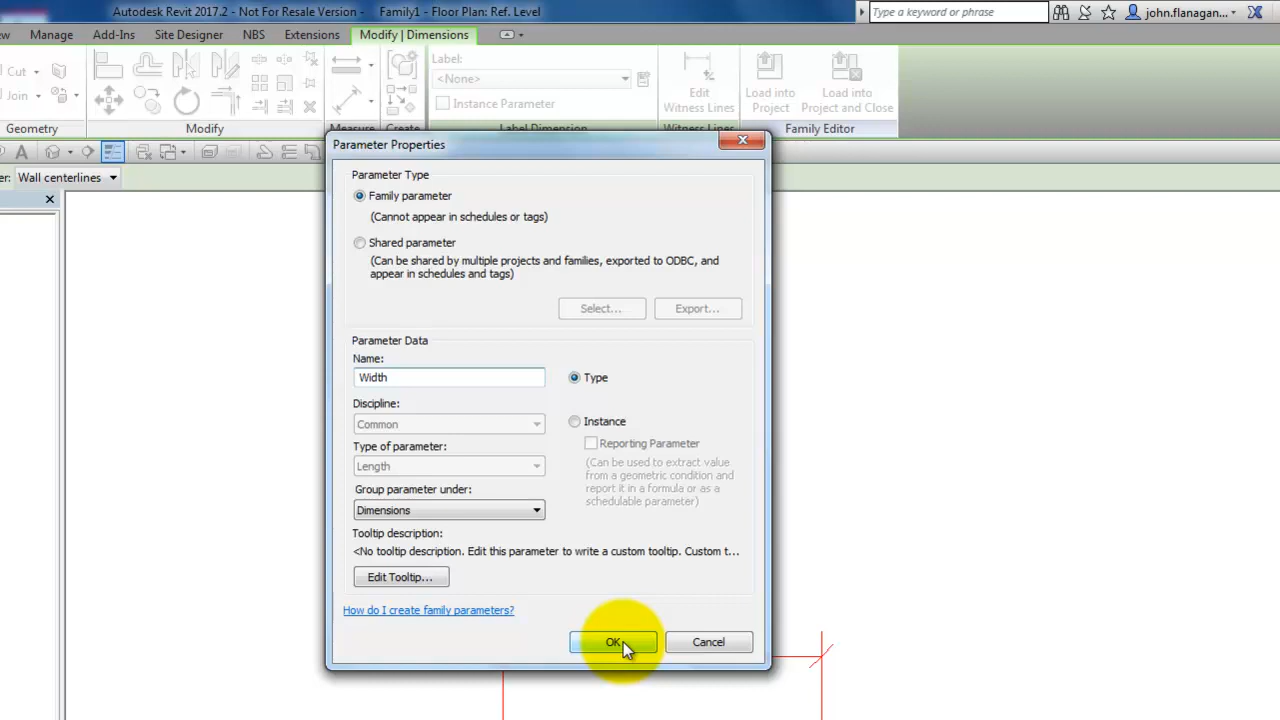 Autodesk Revit 2017.2 - Not For Resale Version - Family1 - Floor Plan: Ref. Level
Type a keyword or phrase
john.flanagan...
Manage Add-Ins Site Designer NBS Extensions Modify | Dimensions
Cut
Join
Label:
<None>
Instance Parameter
Edit
Witness Lines
Load into
Project
Load into
Project and Close
Geometry Modify Measure Create Label Dimension Witness Lines Family Editor
Wall centerlines
Parameter Properties
Parameter Type
Family parameter
(Cannot appear in schedules or tags)
Shared parameter
(Can be shared by multiple projects and families, exported to ODBC, and
appear in schedules and tags)
Select... Export...
Parameter Data
Name:
Width
Type
Discipline:
Common
Instance
Type of parameter:
Reporting Parameter
Length
(Can be used to extract value
from a geometric condition and
report it in a formula or as a
schedulable parameter)
Group parameter under:
Dimensions
Tooltip description:
<No tooltip description. Edit this parameter to write a custom tooltip. Custom t...
Edit Tooltip...
How do I create family parameters?
OK Cancel